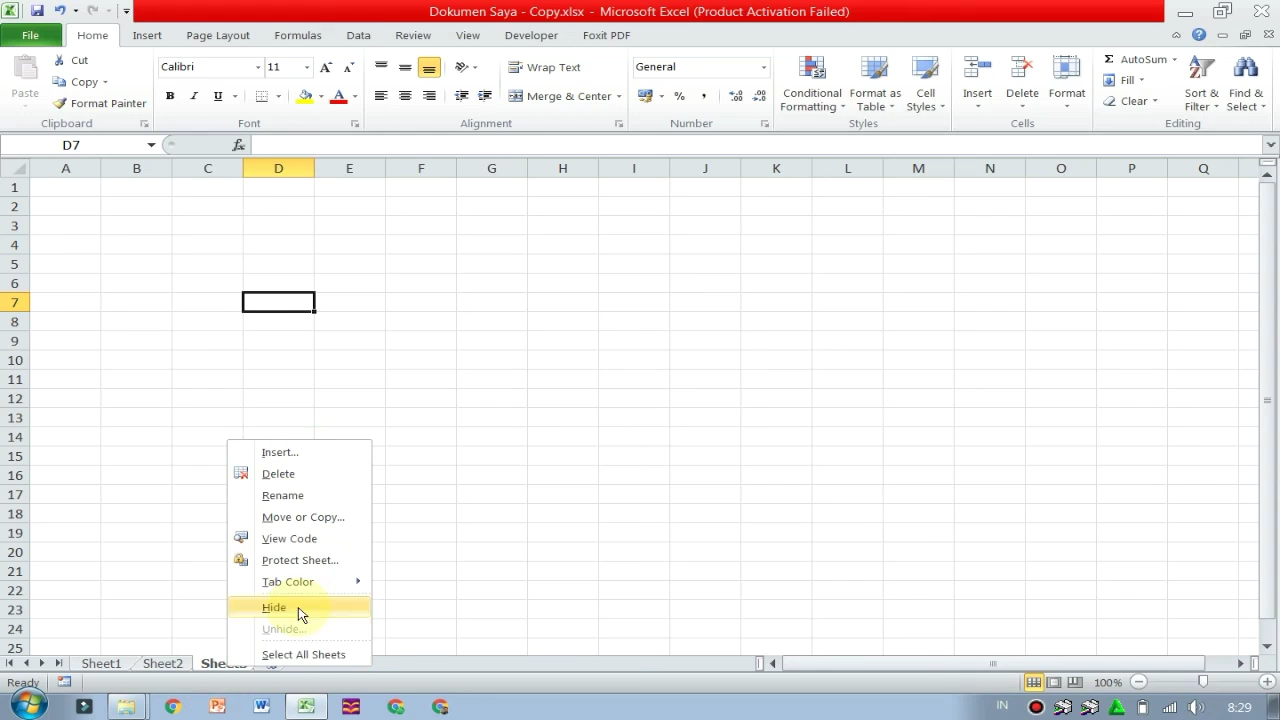 Dokumen Saya - Copy.xlsx - Microsoft Excel (Product Activation Failed)
File Home Insert Page Layout Formulas Data Review View Developer Foxit PDF
Paste
Cut
Copy
Format Painter
Calibri 11
B I U
Wrap Text
Merge & Center
General
%
Conditional Formatting
Format as Table
Cell Styles
Insert
Delete
Format
AutoSum
Fill
Clear
Sort & Filter
Find & Select
Clipboard Font Alignment Number Styles Cells Editing
D7 fx
A B C D E F G H I J K L M N O P Q
1
2
3
4
5
6
7
8
9
10
11
12
13
14
15
16
17
18
19
20
21
22
23
24
25
Insert...
Delete
Rename
Move or Copy...
View Code
Protect Sheet...
Tab Color
Hide
Unhide...
Select All Sheets
Sheet1 Sheet2
Ready 100%
IN 8:29